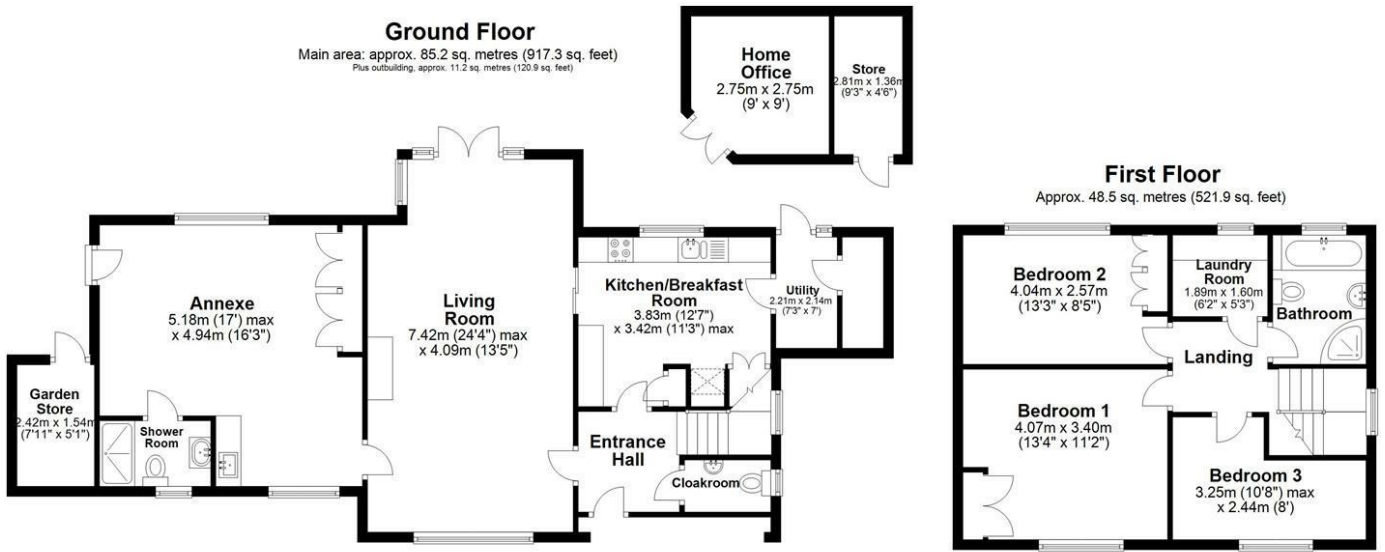 Ground Floor
Main area: approx. 85.2 sq. metres (917.3 sq. feet)
Plus outbuilding, approx. 11.2 sq. metres (120.9 sq. feet)
Home
Office
2.75m x 2.75m
(9' x 9')
Store
2.81m x 1.36m
(9'3" x 4'6")
Annexe
5.18m (17') max
x 4.94m (16'3")
Living
Room
7.42m (24'4") max
x 4.09m (13'5")
Kitchen/Breakfast
Room
3.83m (12'7")
x 3.42m (11'3") max
Utility
2.21m x 2.14m
(7'3" x 7')
Garden
Store
2.42m x 1.54m
(7'11" x 5'1")
Shower
Room
Entrance
Hall
Cloakroom
First Floor
Approx. 48.5 sq. metres (521.9 sq. feet)
Bedroom 2
4.04m x 2.57m
(13'3" x 8'5")
Laundry
Room
1.89m x 1.60m
(6'2" x 5'3")
Bathroom
Landing
Bedroom 1
4.07m x 3.40m
(13'4" x 11'2")
Bedroom 3
3.25m (10'8") max
x 2.44m (8')